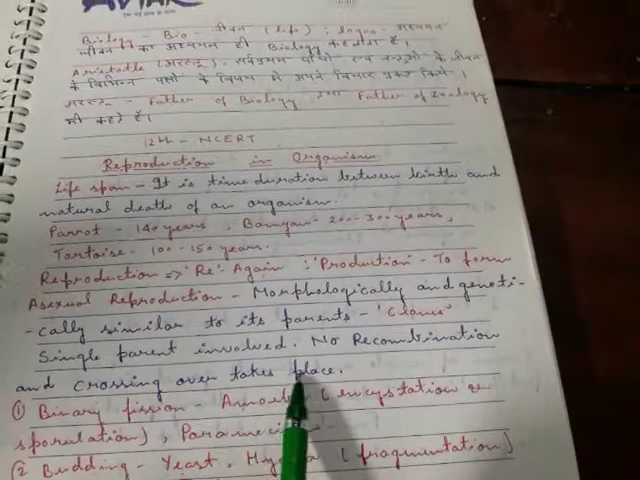 Biology - Bio - जीवन (Life) : logos - अध्ययन
जीवन का अध्ययन ही Biology कहलाता है।
Aristotle (अरस्तू) - सर्वप्रथम पौधों एवं जन्तुओं के जीवन
के विभिन्न पक्षों के विषय में अपने विचार प्रकट किये।
अरस्तू - Father of Biology तथा Father of Zoology
भी कहते हैं।
12th - NCERT
Reproduction in Organism
Life span - It is time duration between birth and
natural death of an organism.
Parrot - 140 years, Banyan - 200-300 years,
Tortoise - 100-150 years.
Reproduction => 'Re' - Again : 'Production' - To form
Asexual Reproduction - Morphologically and geneti-
-cally similar to its parents - "Clones"
Single parent involved. No Recombination
and crossing over takes place.
① Binary fission - Amoeba (encystation &
sporulation), Paramecium
② Budding - Yeast, Hydra (fragmentation)